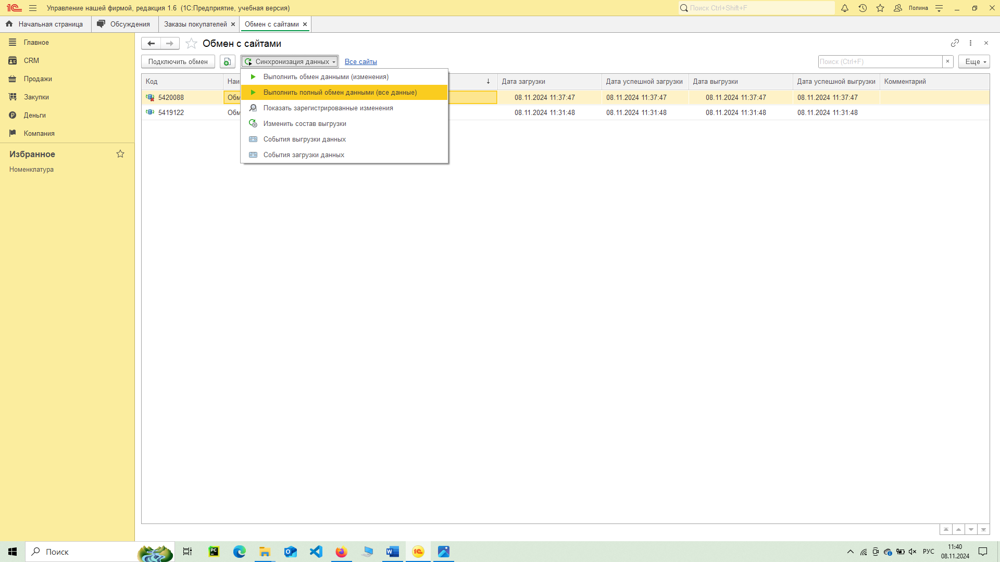 Управление нашей фирмой, редакция 1.6 (1С:Предприятие, учебная версия)
Поиск Ctrl+Shift+F
Полина
Начальная страница
Обсуждения
Заказы покупателей
Обмен с сайтами
Главное
CRM
Продажи
Закупки
Деньги
Компания
Избранное
Номенклатура
Обмен с сайтами
Подключить обмен
Синхронизация данных
Все сайты
Поиск (Ctrl+F)
Еще
Код
Наи
Дата загрузки
Дата успешной загрузки
Дата выгрузки
Дата успешной выгрузки
Комментарий
5420088 Обм 08.11.2024 11:37:47 08.11.2024 11:37:47 08.11.2024 11:37:47 08.11.2024 11:37:47
5419122 Обм 08.11.2024 11:31:48 08.11.2024 11:31:48 08.11.2024 11:31:48 08.11.2024 11:31:48
Выполнить обмен данными (изменения)
Выполнить полный обмен данными (все данные)
Показать зарегистрированные изменения
Изменить состав выгрузки
События выгрузки данных
События загрузки данных
Поиск
РУС
11:40
08.11.2024